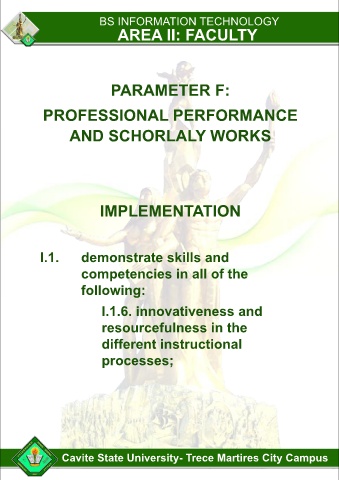 BS INFORMATION TECHNOLOGY
AREA II: FACULTY
PARAMETER F:
PROFESSIONAL PERFORMANCE
AND SCHORLALY WORKS
IMPLEMENTATION
I.1. demonstrate skills and
competencies in all of the
following:
I.1.6. innovativeness and
resourcefulness in the
different instructional
processes;
Cavite State University- Trece Martires City Campus